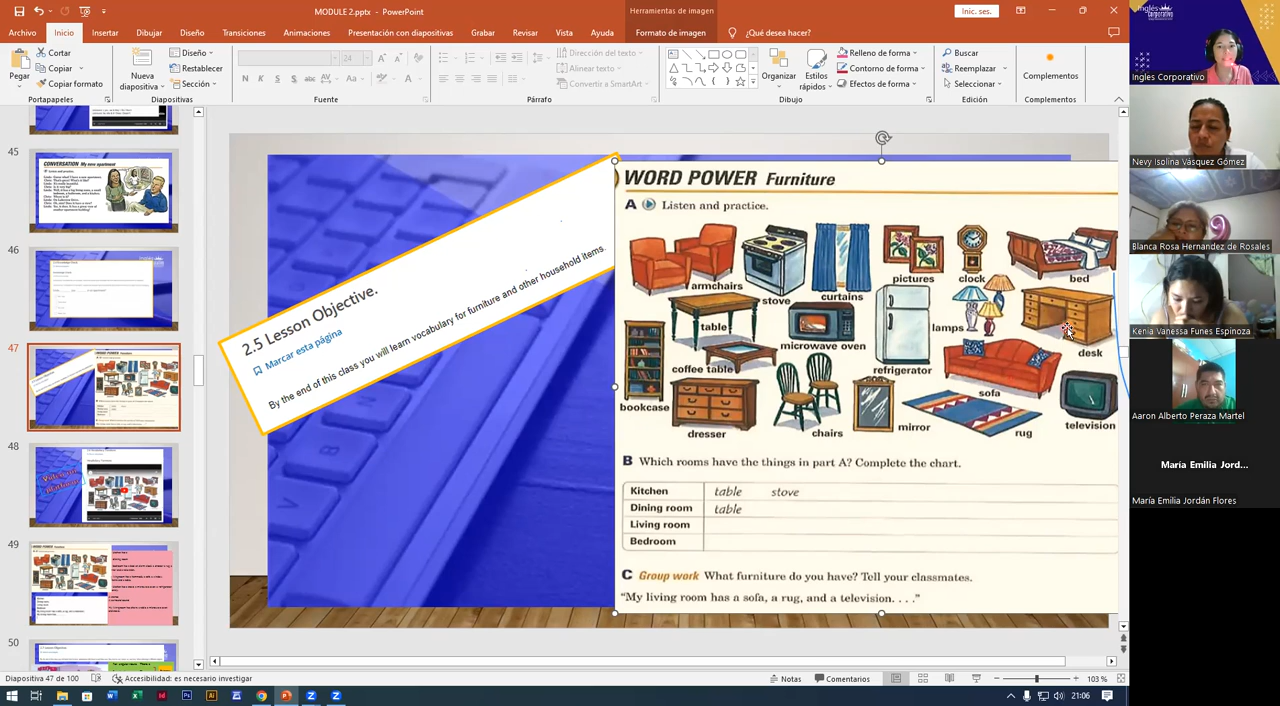 MODULE 2.pptx - PowerPoint
Herramientas de imagen
Inic. ses.
Archivo Inicio Insertar Dibujar Diseño Transiciones Animaciones Presentación con diapositivas Grabar Revisar Vista Ayuda Formato de imagen ¿Qué desea hacer?
Pegar
Cortar
Copiar
Copiar formato
Portapapeles
Nueva diapositiva
Diseño
Restablecer
Sección
Diapositivas
N K S S
Fuente
Dirección del texto
Alinear texto
Convertir a SmartArt
Párrafo
Organizar
Estilos rápidos
Relleno de forma
Contorno de forma
Efectos de forma
Dibujo
Buscar
Reemplazar
Seleccionar
Edición
Complementos
Complementos
45
CONVERSATION My new apartment
46
47
48
49
WORD POWER
50
2.5 Lesson Objective.
Marcar esta página
By the end of this class you will learn vocabulary for furniture and other household items.
WORD POWER Furniture
A Listen and practice.
armchairs
stove
curtains
pictures
clock
bed
table
microwave oven
lamps
desk
coffee table
refrigerator
sofa
bookcase
dresser
chairs
mirror
rug
television
B Which rooms have the things in part A? Complete the chart.
Kitchen table stove
Dining room table
Living room
Bedroom
C Group work What furniture do you have? Tell your classmates.
"My living room has a sofa, a rug, and a television. . . ."
Diapositiva 47 de 100
Accesibilidad: es necesario investigar
Notas
Comentarios
103 %
21:06
Inglés Corporativo
Ingles Corporativo
Nevy Isolina Vásquez Gómez
Blanca Rosa Hernandez de Rosales
Kenia Vanessa Funes Espinoza
Aaron Alberto Peraza Martel
María Emilia Jord...
María Emilia Jordán Flores